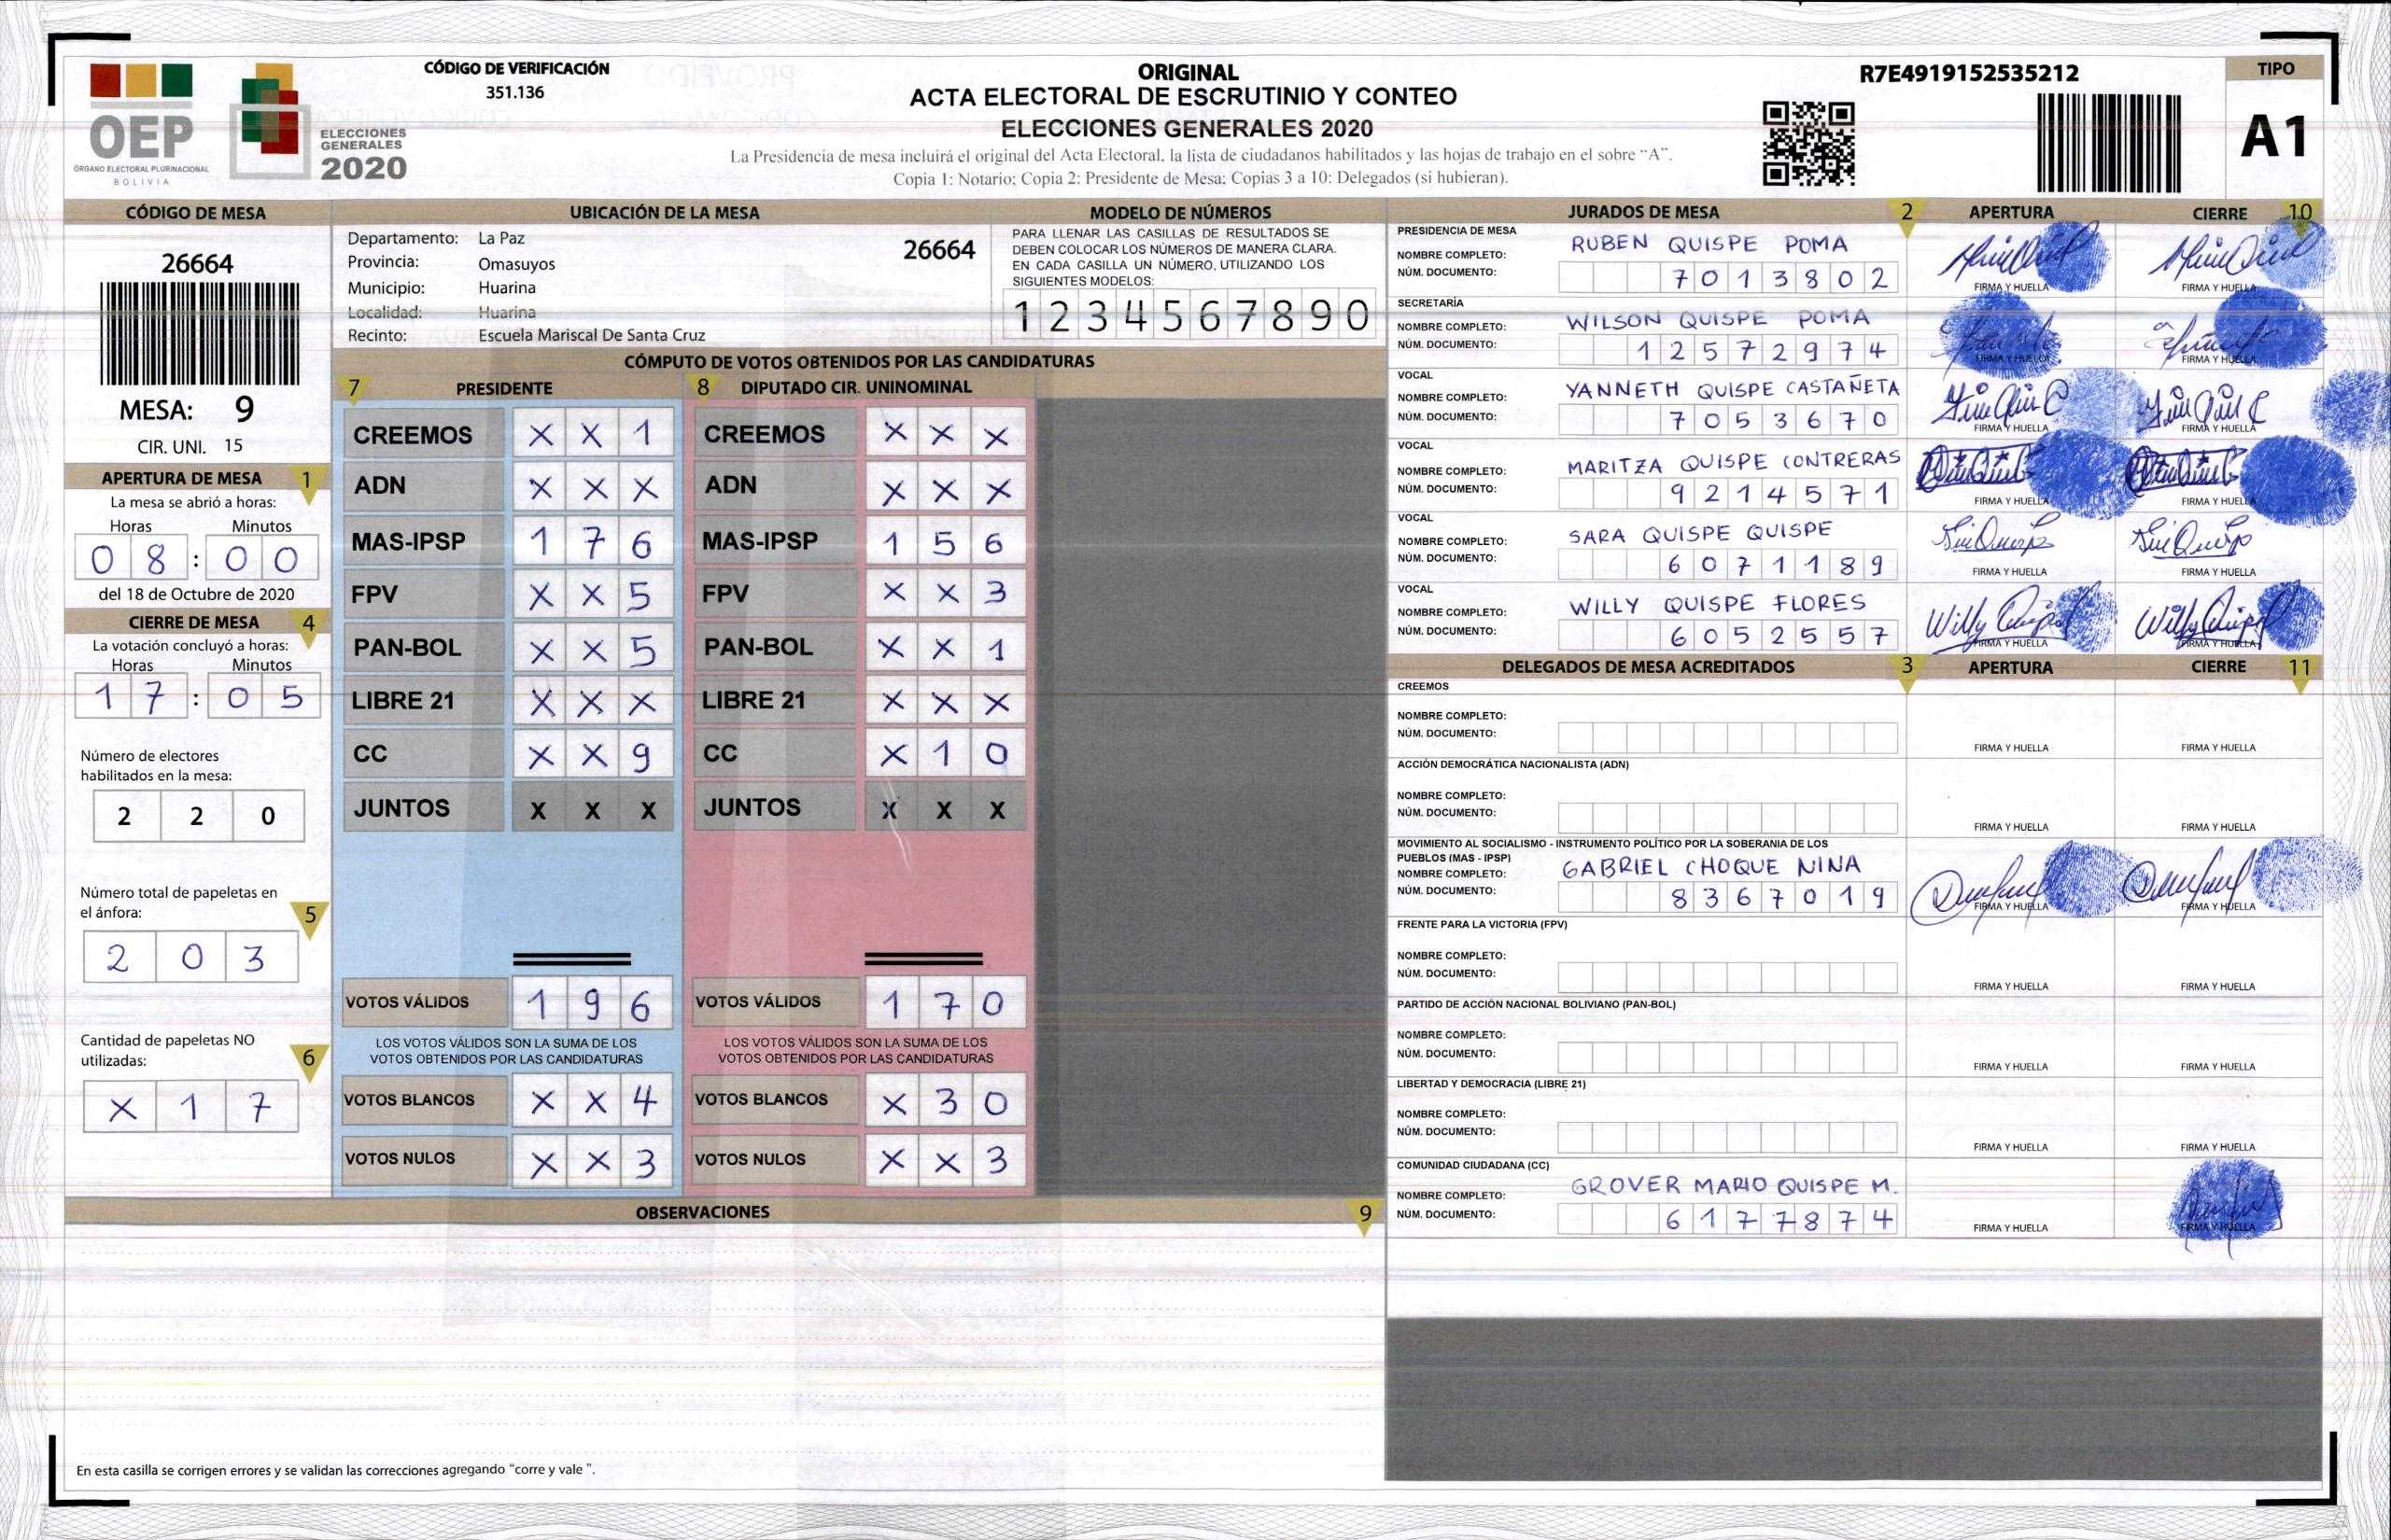 OEP
ÓRGANO ELECTORAL PLURINACIONAL
BOLIVIA
ELECCIONES
GENERALES
2020
CÓDIGO DE VERIFICACIÓN
351.136
ORIGINAL
ACTA ELECTORAL DE ESCRUTINIO Y CONTEO
ELECCIONES GENERALES 2020
La Presidencia de mesa incluirá el original del Acta Electoral, la lista de ciudadanos habilitados y las hojas de trabajo en el sobre “A”.
Copia 1: Notario; Copia 2: Presidente de Mesa; Copias 3 a 10: Delegados (si hubieran).
R7E4919152535212
TIPO
A1
CÓDIGO DE MESA
26664
MESA: 9
CIR. UNI. 15
APERTURA DE MESA 1
La mesa se abrió a horas:
Horas Minutos
0 8 : 0 0
del 18 de Octubre de 2020
CIERRE DE MESA 4
La votación concluyó a horas:
Horas Minutos
1 7 : 0 5
Número de electores
habilitados en la mesa:
2 2 0
Número total de papeletas en
el ánfora: 5
2 0 3
Cantidad de papeletas NO
utilizadas: 6
X 1 7
UBICACIÓN DE LA MESA
Departamento: La Paz 26664
Provincia: Omasuyos
Municipio: Huarina
Localidad: Huarina
Recinto: Escuela Mariscal De Santa Cruz
MODELO DE NÚMEROS
PARA LLENAR LAS CASILLAS DE RESULTADOS SE
DEBEN COLOCAR LOS NÚMEROS DE MANERA CLARA.
EN CADA CASILLA UN NÚMERO, UTILIZANDO LOS
SIGUIENTES MODELOS:
1 2 3 4 5 6 7 8 9 0
CÓMPUTO DE VOTOS OBTENIDOS POR LAS CANDIDATURAS
7 PRESIDENTE 8 DIPUTADO CIR. UNINOMINAL
CREEMOS X X 1 CREEMOS X X X
ADN X X X ADN X X X
MAS-IPSP 1 7 6 MAS-IPSP 1 5 6
FPV X X 5 FPV X X 3
PAN-BOL X X 5 PAN-BOL X X 1
LIBRE 21 X X X LIBRE 21 X X X
CC X X 9 CC X 1 0
JUNTOS X X X JUNTOS X X X
VOTOS VÁLIDOS 1 9 6 VOTOS VÁLIDOS 1 7 0
LOS VOTOS VÁLIDOS SON LA SUMA DE LOS LOS VOTOS VÁLIDOS SON LA SUMA DE LOS
VOTOS OBTENIDOS POR LAS CANDIDATURAS VOTOS OBTENIDOS POR LAS CANDIDATURAS
VOTOS BLANCOS X X 4 VOTOS BLANCOS X 3 0
VOTOS NULOS X X 3 VOTOS NULOS X X 3
OBSERVACIONES 9
En esta casilla se corrigen errores y se validan las correcciones agregando “corre y vale ”.
JURADOS DE MESA 2 APERTURA CIERRE 10
PRESIDENCIA DE MESA
NOMBRE COMPLETO: RUBEN QUISPE POMA
NÚM. DOCUMENTO: 7 0 1 3 8 0 2
FIRMA Y HUELLA FIRMA Y HUELLA
SECRETARÍA
NOMBRE COMPLETO: WILSON QUISPE POMA
NÚM. DOCUMENTO: 1 2 5 7 2 9 7 4
FIRMA Y HUELLA FIRMA Y HUELLA
VOCAL
NOMBRE COMPLETO: YANNETH QUISPE CASTAÑETA
NÚM. DOCUMENTO: 7 0 5 3 6 7 0
FIRMA Y HUELLA FIRMA Y HUELLA
VOCAL
NOMBRE COMPLETO: MARITZA QUISPE CONTRERAS
NÚM. DOCUMENTO: 9 2 1 4 5 7 1
FIRMA Y HUELLA FIRMA Y HUELLA
VOCAL
NOMBRE COMPLETO: SARA QUISPE QUISPE
NÚM. DOCUMENTO: 6 0 7 1 1 8 9
FIRMA Y HUELLA FIRMA Y HUELLA
VOCAL
NOMBRE COMPLETO: WILLY QUISPE FLORES
NÚM. DOCUMENTO: 6 0 5 2 5 5 7
Willy Willy
FIRMA Y HUELLA FIRMA Y HUELLA
DELEGADOS DE MESA ACREDITADOS 3 APERTURA CIERRE 11
CREEMOS
NOMBRE COMPLETO:
NÚM. DOCUMENTO:
FIRMA Y HUELLA FIRMA Y HUELLA
ACCIÓN DEMOCRÁTICA NACIONALISTA (ADN)
NOMBRE COMPLETO:
NÚM. DOCUMENTO:
FIRMA Y HUELLA FIRMA Y HUELLA
MOVIMIENTO AL SOCIALISMO - INSTRUMENTO POLÍTICO POR LA SOBERANIA DE LOS
PUEBLOS (MAS - IPSP)
NOMBRE COMPLETO: GABRIEL CHOQUE NINA
NÚM. DOCUMENTO: 8 3 6 7 0 1 9
FIRMA Y HUELLA FIRMA Y HUELLA
FRENTE PARA LA VICTORIA (FPV)
NOMBRE COMPLETO:
NÚM. DOCUMENTO:
FIRMA Y HUELLA FIRMA Y HUELLA
PARTIDO DE ACCIÓN NACIONAL BOLIVIANO (PAN-BOL)
NOMBRE COMPLETO:
NÚM. DOCUMENTO:
FIRMA Y HUELLA FIRMA Y HUELLA
LIBERTAD Y DEMOCRACIA (LIBRE 21)
NOMBRE COMPLETO:
NÚM. DOCUMENTO:
FIRMA Y HUELLA FIRMA Y HUELLA
COMUNIDAD CIUDADANA (CC)
NOMBRE COMPLETO: GROVER MARIO QUISPE M.
NÚM. DOCUMENTO: 6 1 7 7 8 7 4
FIRMA Y HUELLA FIRMA Y HUELLA